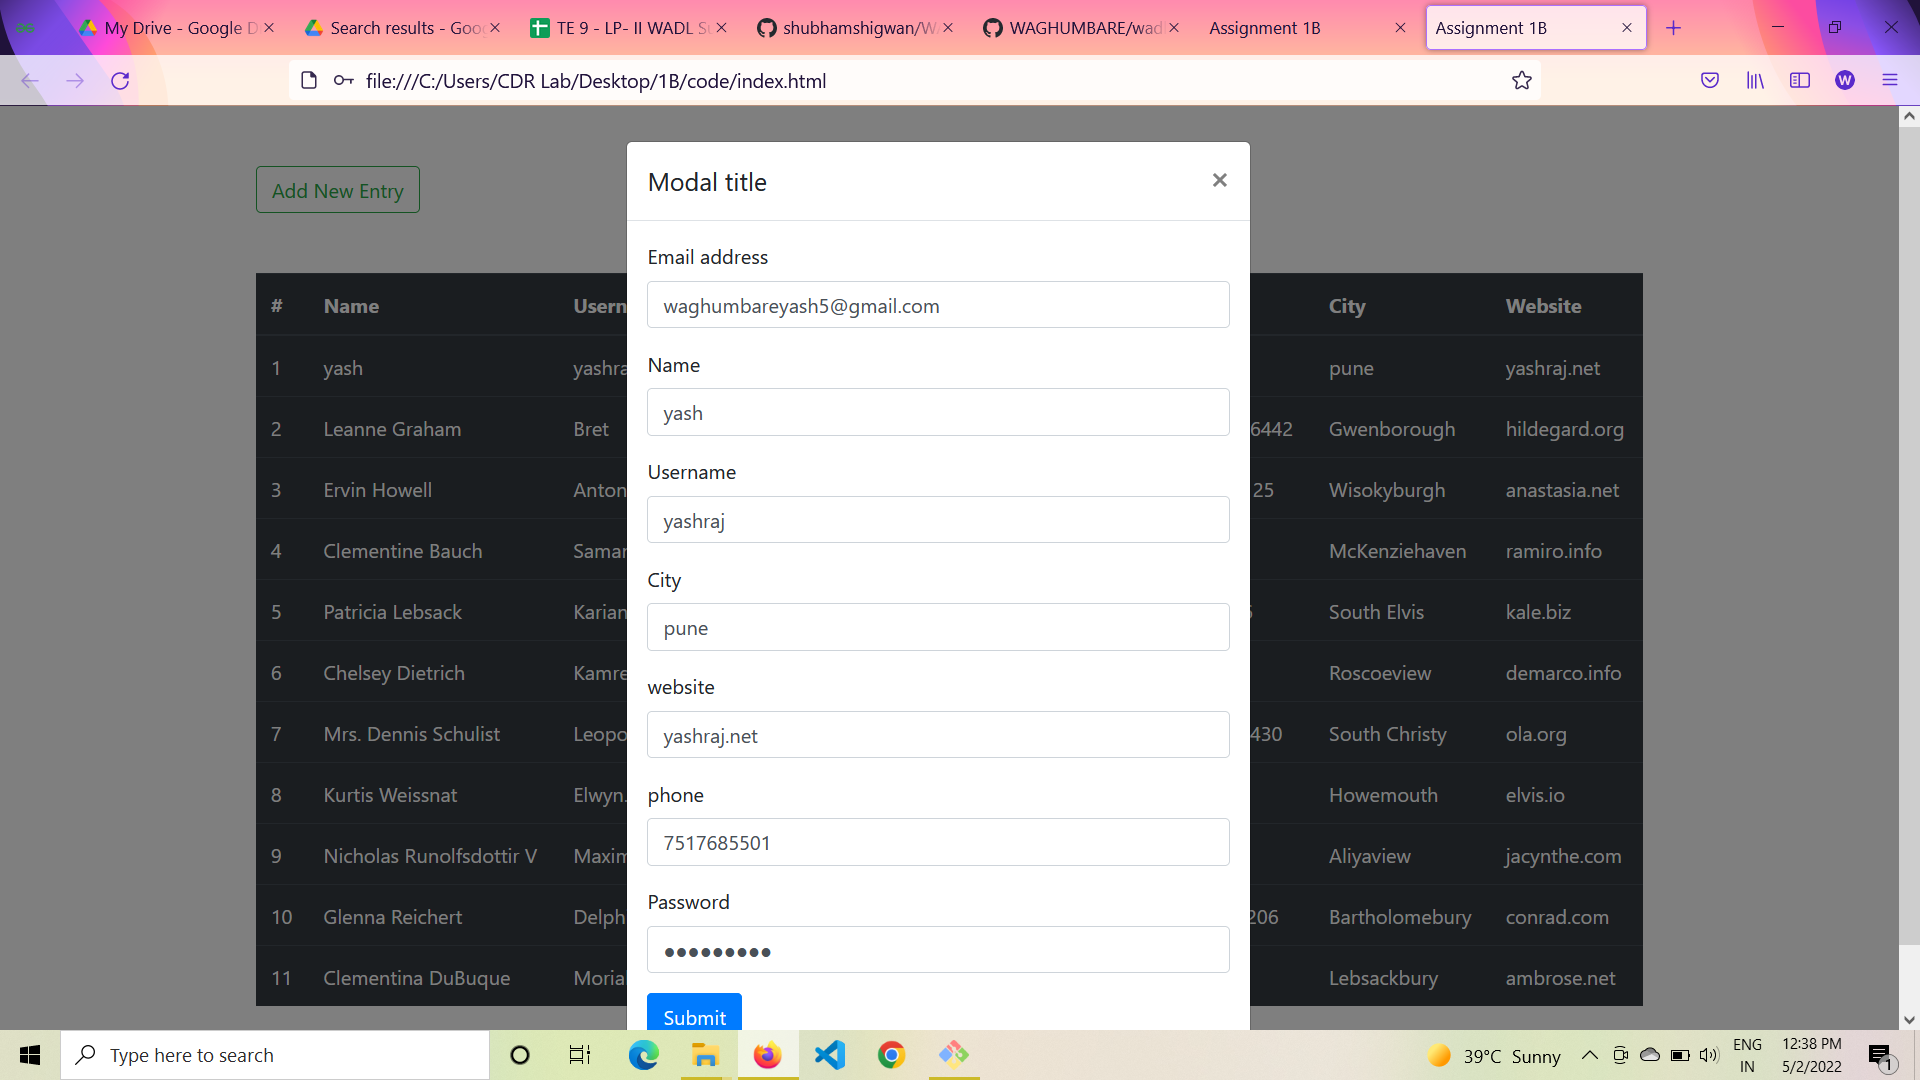 My Drive - Google D
Search results - Goog
TE 9 - LP- II WADL Su
shubhamshigwan/W
WAGHUMBARE/wadl
Assignment 1B
Assignment 1B
file:///C:/Users/CDR Lab/Desktop/1B/code/index.html
W
Add New Entry
Modal title
Email address
waghumbareyash5@gmail.com
Name
yash
Username
yashraj
City
pune
website
yashraj.net
phone
7517685501
Password
Submit
# Name Usern City Website
1 yash yashra pune yashraj.net
2 Leanne Graham Bret 6442 Gwenborough hildegard.org
3 Ervin Howell Anton 25 Wisokyburgh anastasia.net
4 Clementine Bauch Saman McKenziehaven ramiro.info
5 Patricia Lebsack Karian South Elvis kale.biz
6 Chelsey Dietrich Kamre Roscoeview demarco.info
7 Mrs. Dennis Schulist Leopo 430 South Christy ola.org
8 Kurtis Weissnat Elwyn. Howemouth elvis.io
9 Nicholas Runolfsdottir V Maxim Aliyaview jacynthe.com
10 Glenna Reichert Delph 206 Bartholomebury conrad.com
11 Clementina DuBuque Moria Lebsackbury ambrose.net
Type here to search
39°C Sunny
ENG
IN
12:38 PM
5/2/2022
1